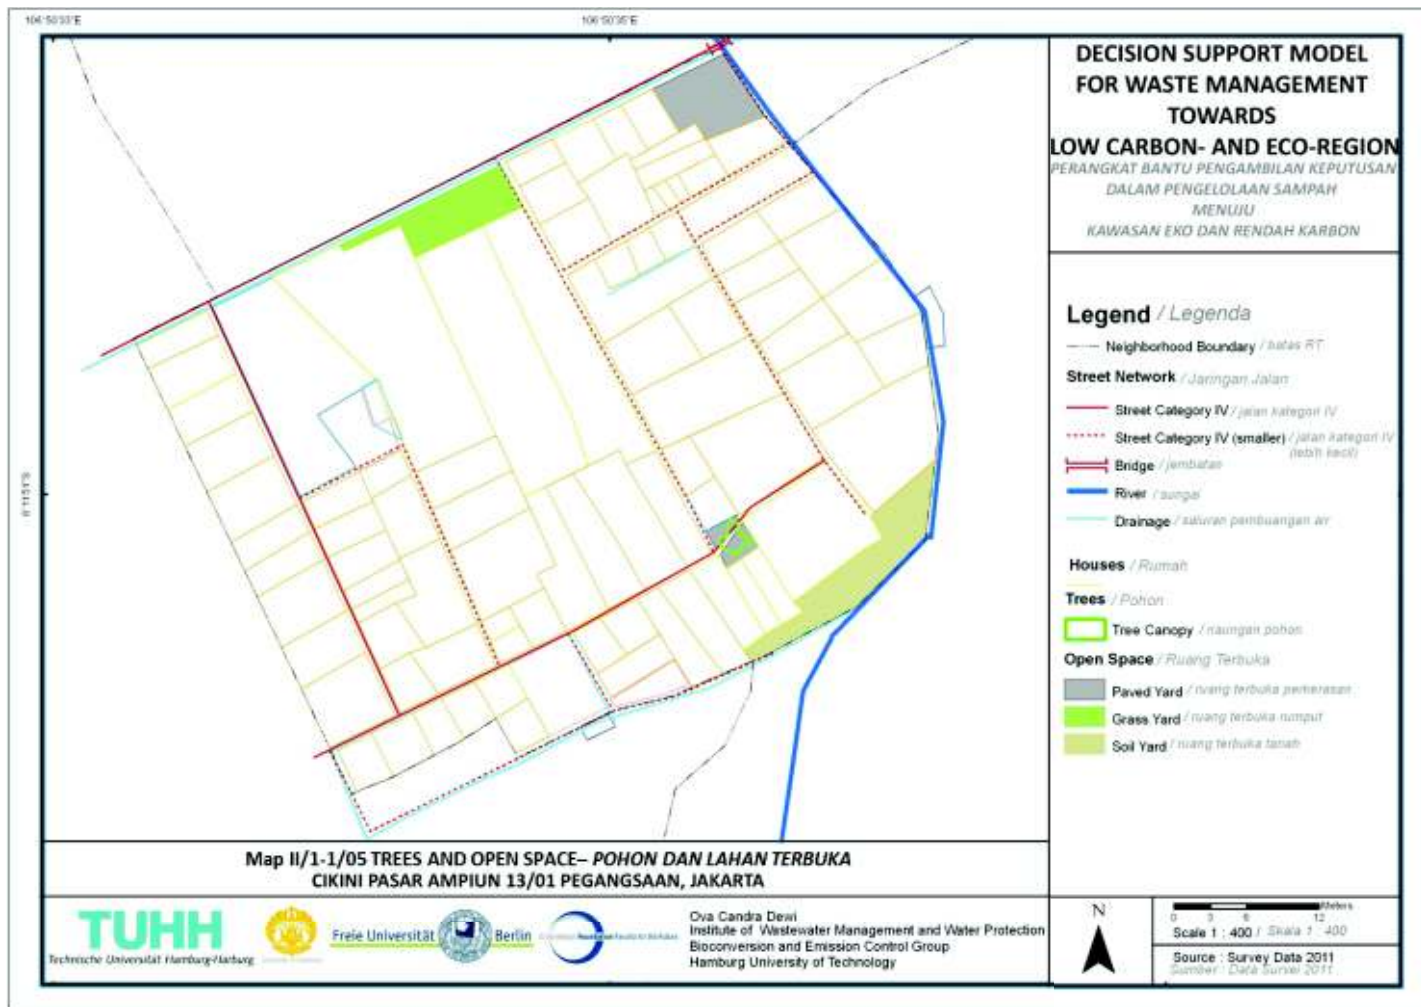 106°50'35"E
DECISION SUPPORT MODEL
FOR WASTE MANAGEMENT
TOWARDS
LOW CARBON- AND ECO-REGION
PERANGKAT BANTU PENGAMBILAN KEPUTUSAN
DALAM PENGELOLAAN SAMPAH
MENUJU
KAWASAN EKO DAN RENDAH KARBON
Legend / Legenda
Neighborhood Boundary / batas RT
Street Network / Jaringan Jalan
Street Category IV / jalan kategori IV
Street Category IV (smaller) / jalan kategori IV
(lebih kecil)
Bridge / jembatan
River / sungai
Drainage / saluran pembuangan air
Houses / Rumah
Trees / Pohon
Tree Canopy / naungan pohon
Open Space / Ruang Terbuka
Paved Yard / ruang terbuka perkerasan
Grass Yard / ruang terbuka rumput
Soil Yard / ruang terbuka tanah
Map II/1-1/05 TREES AND OPEN SPACE– POHON DAN LAHAN TERBUKA
CIKINI PASAR AMPIUN 13/01 PEGANGSAAN, JAKARTA
TUHH
Technische Universität Hamburg-Harburg
Freie Universität Berlin
Ova Candra Dewi
Institute of Wastewater Management and Water Protection
Bioconversion and Emission Control Group
Hamburg University of Technology
N
Meters
0 3 6 12
Scale 1 : 400 / Skala 1 : 400
Source : Survey Data 2011
Sumber : Data Survei 2011